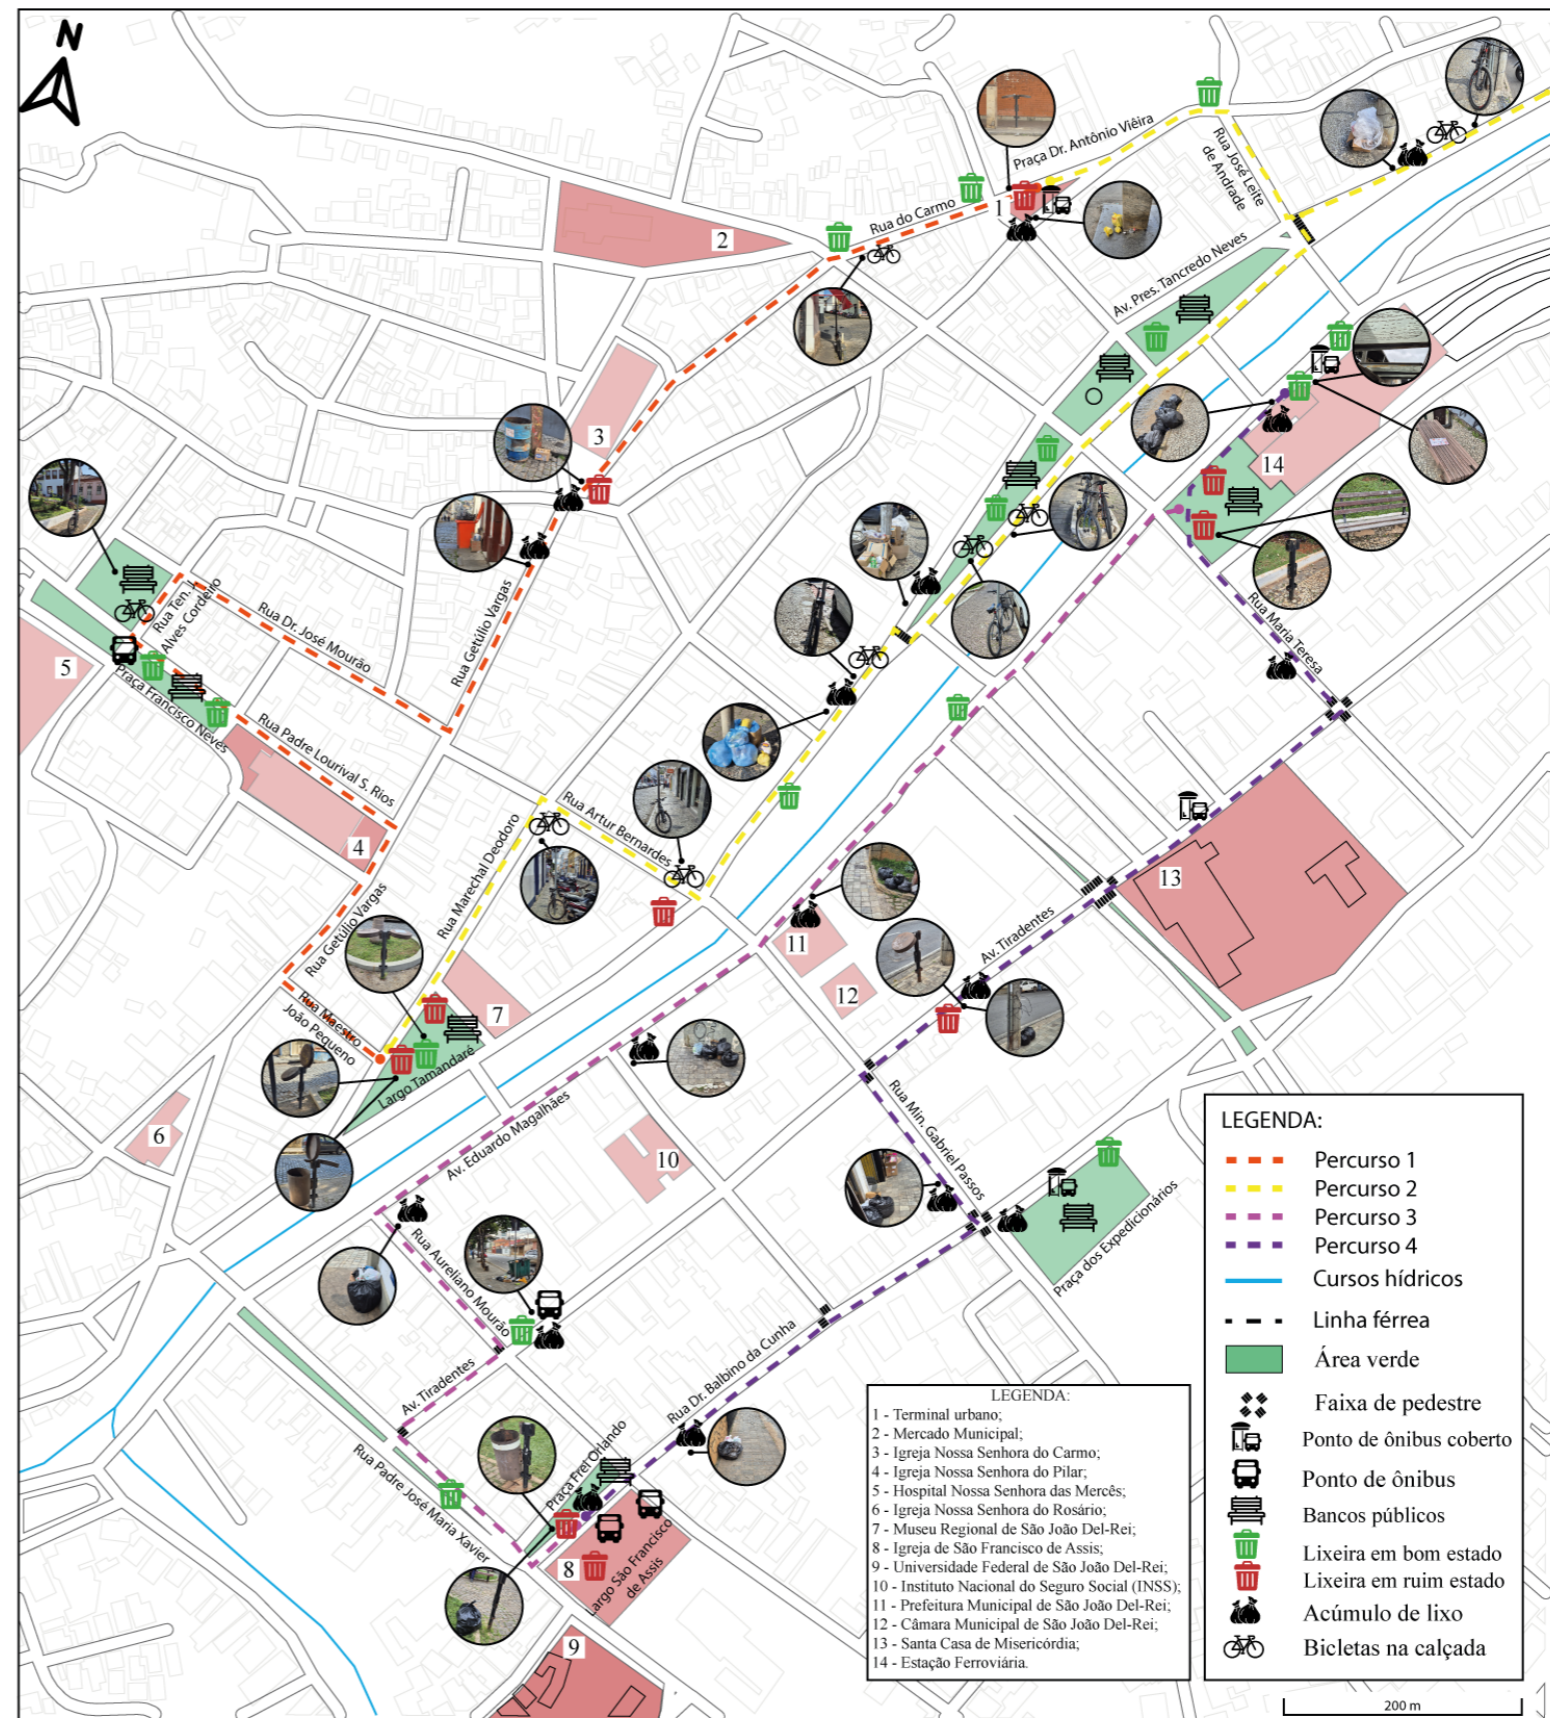 N
Praça Dr. Antônio Viêira
Rua José Leite
de Andrade
Rua do Carmo
1
2
Av. Pres. Tancredo Neves
3
14
Rua Ten. J.
Alves Cordeiro
Rua Dr. José Mourão
Rua Getúlio Vargas
Rua Maria Teresa
5
Praça Francisco Neves
Rua Padre Lourival S. Rios
4
Rua Artur Bernardes
Rua Marechal Deodoro
13
Rua Getúlio Vargas
11
Av. Tiradentes
12
7
Rua Maestro
João Pequeno
Largo Tamandaré
6
Av. Eduardo Magalhães
10
Rua Min. Gabriel Passos
Praça dos Expedicionários
Rua Aureliano Mourão
Av. Tiradentes
Rua Dr. Balbino da Cunha
Praça Frei Orlando
Rua Padre José Maria Xavier
8
Largo São Francisco
de Assis
9
LEGENDA:
1 - Terminal urbano;
2 - Mercado Municipal;
3 - Igreja Nossa Senhora do Carmo;
4 - Igreja Nossa Senhora do Pilar;
5 - Hospital Nossa Senhora das Mercês;
6 - Igreja Nossa Senhora do Rosário;
7 - Museu Regional de São João Del-Rei;
8 - Igreja de São Francisco de Assis;
9 - Universidade Federal de São João Del-Rei;
10 - Instituto Nacional do Seguro Social (INSS);
11 - Prefeitura Municipal de São João Del-Rei;
12 - Câmara Municipal de São João Del-Rei;
13 - Santa Casa de Misericórdia;
14 - Estação Ferroviária.
LEGENDA:
Percurso 1
Percurso 2
Percurso 3
Percurso 4
Cursos hídricos
Linha férrea
Área verde
Faixa de pedestre
Ponto de ônibus coberto
Ponto de ônibus
Bancos públicos
Lixeira em bom estado
Lixeira em ruim estado
Acúmulo de lixo
Bicletas na calçada
200 m